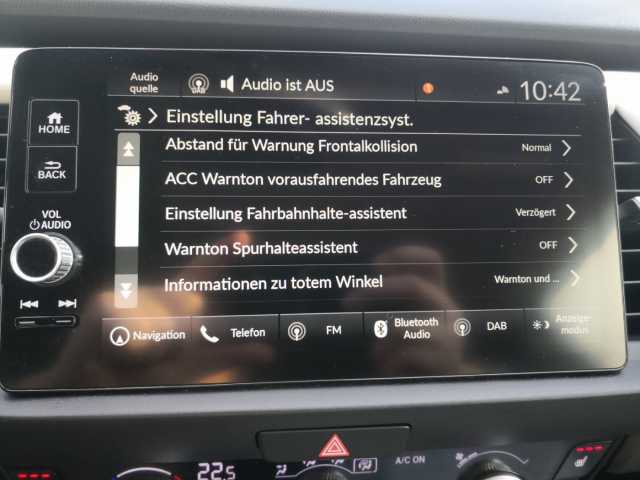 Audio
quelle
DAB
Audio ist AUS
10:42
HOME
Einstellung Fahrer- assistenzsyst.
Abstand für Warnung Frontalkollision Normal
ACC Warnton vorausfahrendes Fahrzeug OFF
BACK
Einstellung Fahrbahnhalte-assistent Verzögert
VOL
AUDIO
Warnton Spurhalteassistent OFF
Informationen zu totem Winkel Warnton und ...
Navigation
Telefon
FM
Bluetooth
Audio
DAB
Anzeige-
modus
22.5
A/C ON